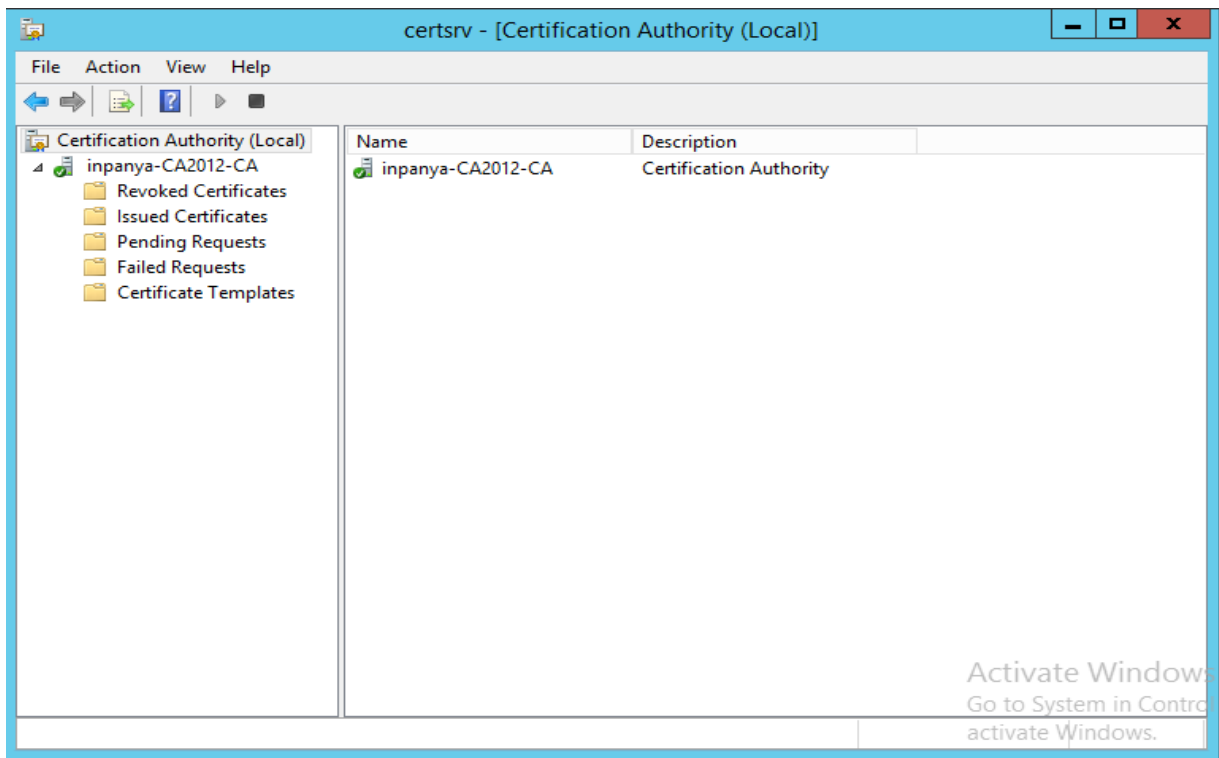 certsrv - [Certification Authority (Local)]
File Action View Help
Certification Authority (Local)
inpanya-CA2012-CA
Revoked Certificates
Issued Certificates
Pending Requests
Failed Requests
Certificate Templates
Name Description
inpanya-CA2012-CA Certification Authority
Activate Windows
Go to System in Control
activate Windows.